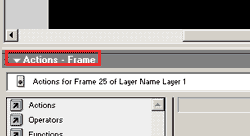 Actions - Frame
Actions for Frame 25 of Layer Name Layer 1
Actions
Operators
Functions